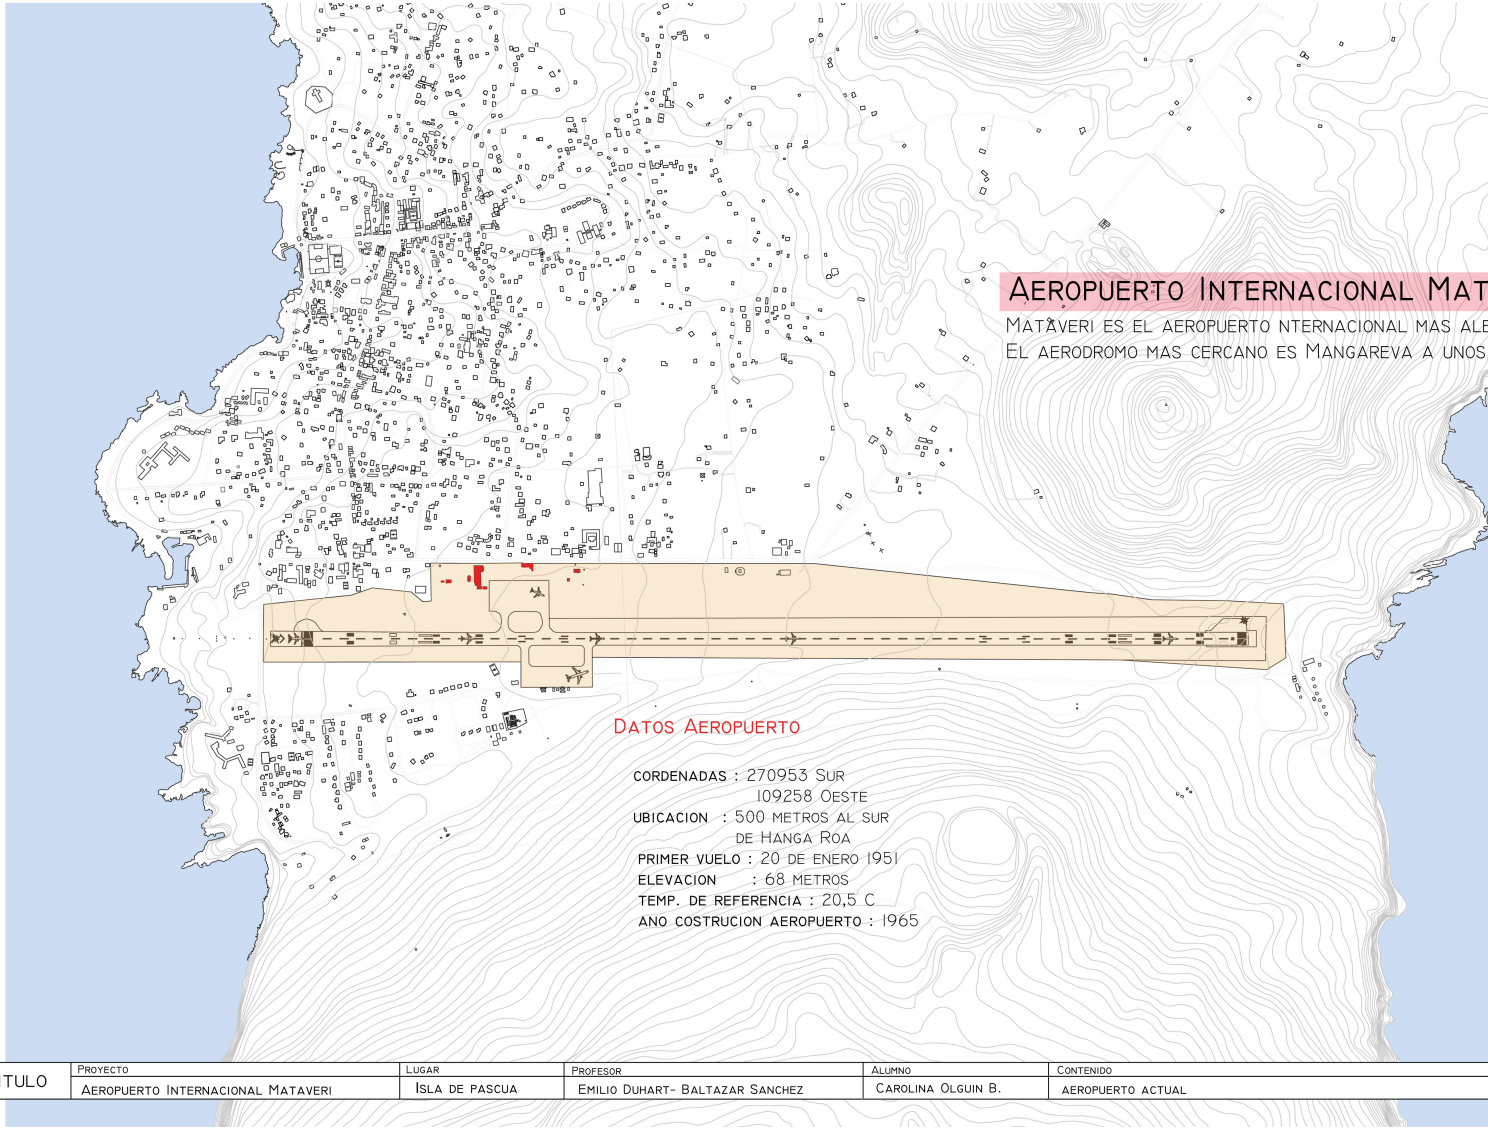 AEROPUERTO INTERNACIONAL MAT
MATAVERI ES EL AEROPUERTO NTERNACIONAL MAS ALE
EL AERODROMO MAS CERCANO ES MANGAREVA A UNOS
DATOS AEROPUERTO
CORDENADAS : 270953 SUR
109258 OESTE
UBICACION : 500 METROS AL SUR
DE HANGA ROA
PRIMER VUELO : 20 DE ENERO 1951
ELEVACION : 68 METROS
TEMP. DE REFERENCIA : 20,5 C
ANO COSTRUCION AEROPUERTO : 1965
TULO
PROYECTO
AEROPUERTO INTERNACIONAL MATAVERI
LUGAR
ISLA DE PASCUA
PROFESOR
EMILIO DUHART- BALTAZAR SANCHEZ
ALUMNO
CAROLINA OLGUIN B.
CONTENIDO
AEROPUERTO ACTUAL